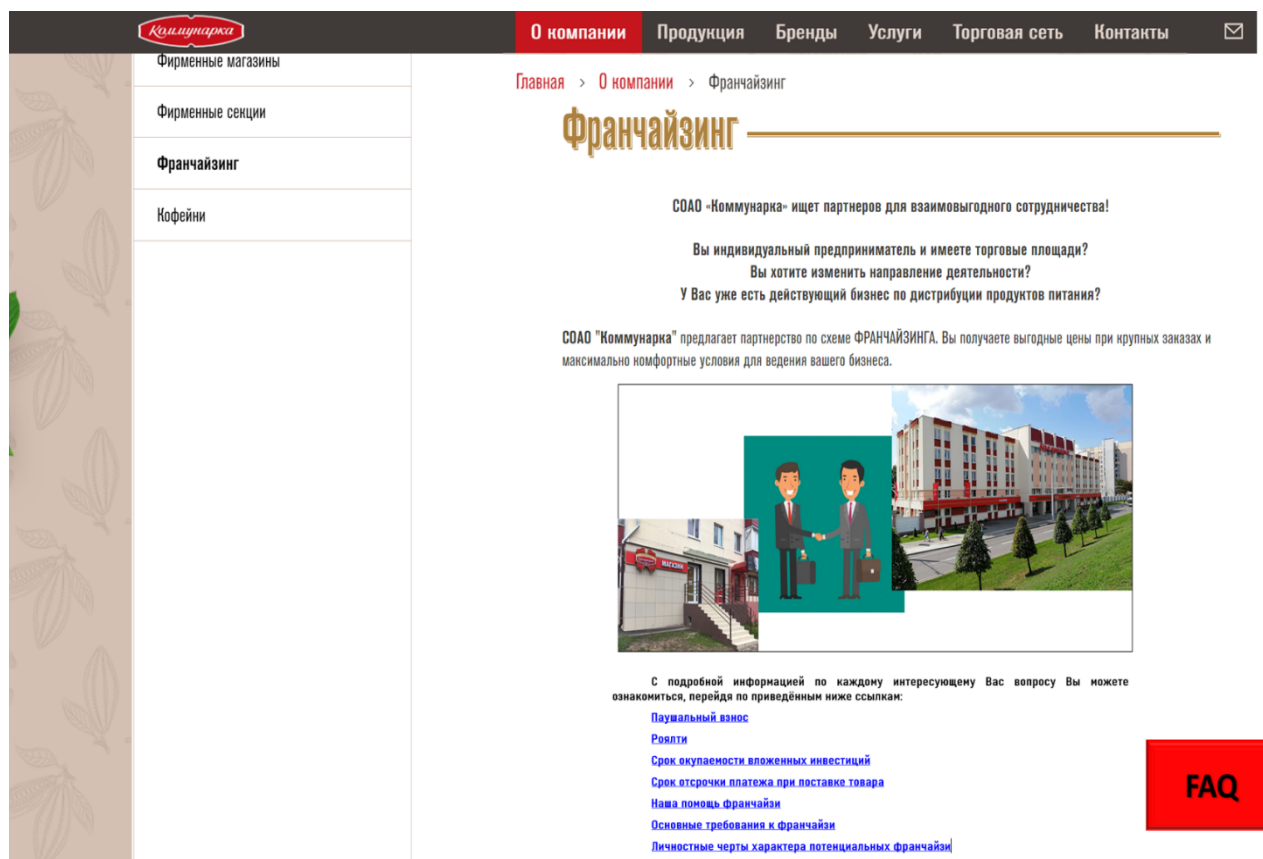 Коммунарка
О компании Продукция Бренды Услуги Торговая сеть Контакты
Фирменные магазины
Фирменные секции
Франчайзинг
Кофейни
Главная > О компании > Франчайзинг
Франчайзинг
СОАО «Коммунарка» ищет партнеров для взаимовыгодного сотрудничества!
Вы индивидуальный предприниматель и имеете торговые площади?
Вы хотите изменить направление деятельности?
У Вас уже есть действующий бизнес по дистрибуции продуктов питания?
СОАО "Коммунарка" предлагает партнерство по схеме ФРАНЧАЙЗИНГА. Вы получаете выгодные цены при крупных заказах и
максимально комфортные условия для ведения вашего бизнеса.
МАГАЗИН
С подробной информацией по каждому интересующему Вас вопросу Вы можете
ознакомиться, перейдя по приведённым ниже ссылкам:
Паушальный взнос
Роялти
Срок окупаемости вложенных инвестиций
Срок отсрочки платежа при поставке товара
Наша помощь франчайзи
Основные требования к франчайзи
Личностные черты характера потенциальных франчайзи
FAQ